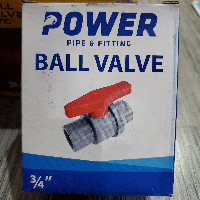 POWER
PIPE & FITTING
BALL VALVE
3/4"